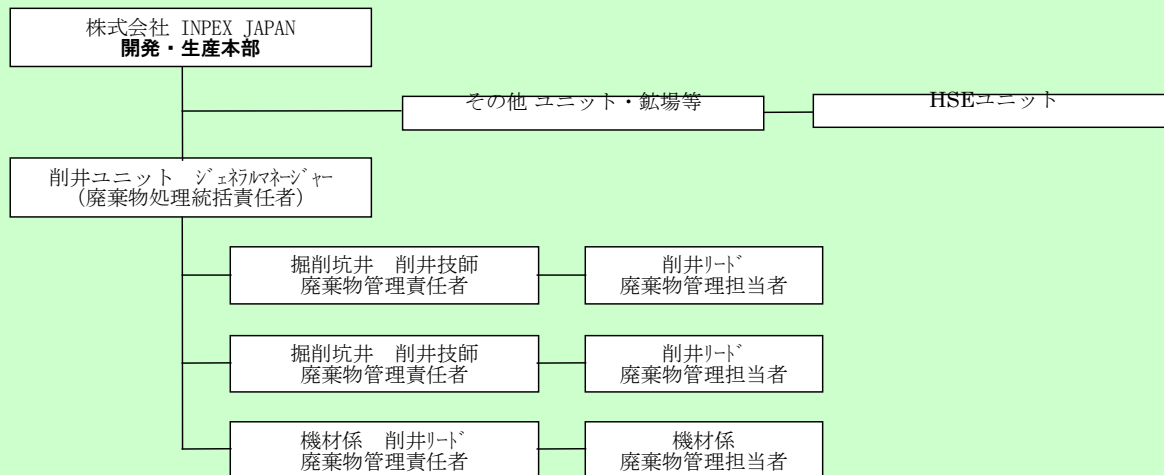 株式会社 INPEX JAPAN
開発・生産本部
その他 ユニット・鉱場等
HSEユニット
削井ユニット　ｼﾞｪﾈﾗﾙﾏﾈｰｼﾞｬｰ
(廃棄物処理統括責任者)
掘削坑井　削井技師
廃棄物管理責任者
削井ﾘｰﾄﾞ
廃棄物管理担当者
掘削坑井　削井技師
廃棄物管理責任者
削井ﾘｰﾄﾞ
廃棄物管理担当者
機材係　削井ﾘｰﾄﾞ
廃棄物管理責任者
機材係
廃棄物管理担当者